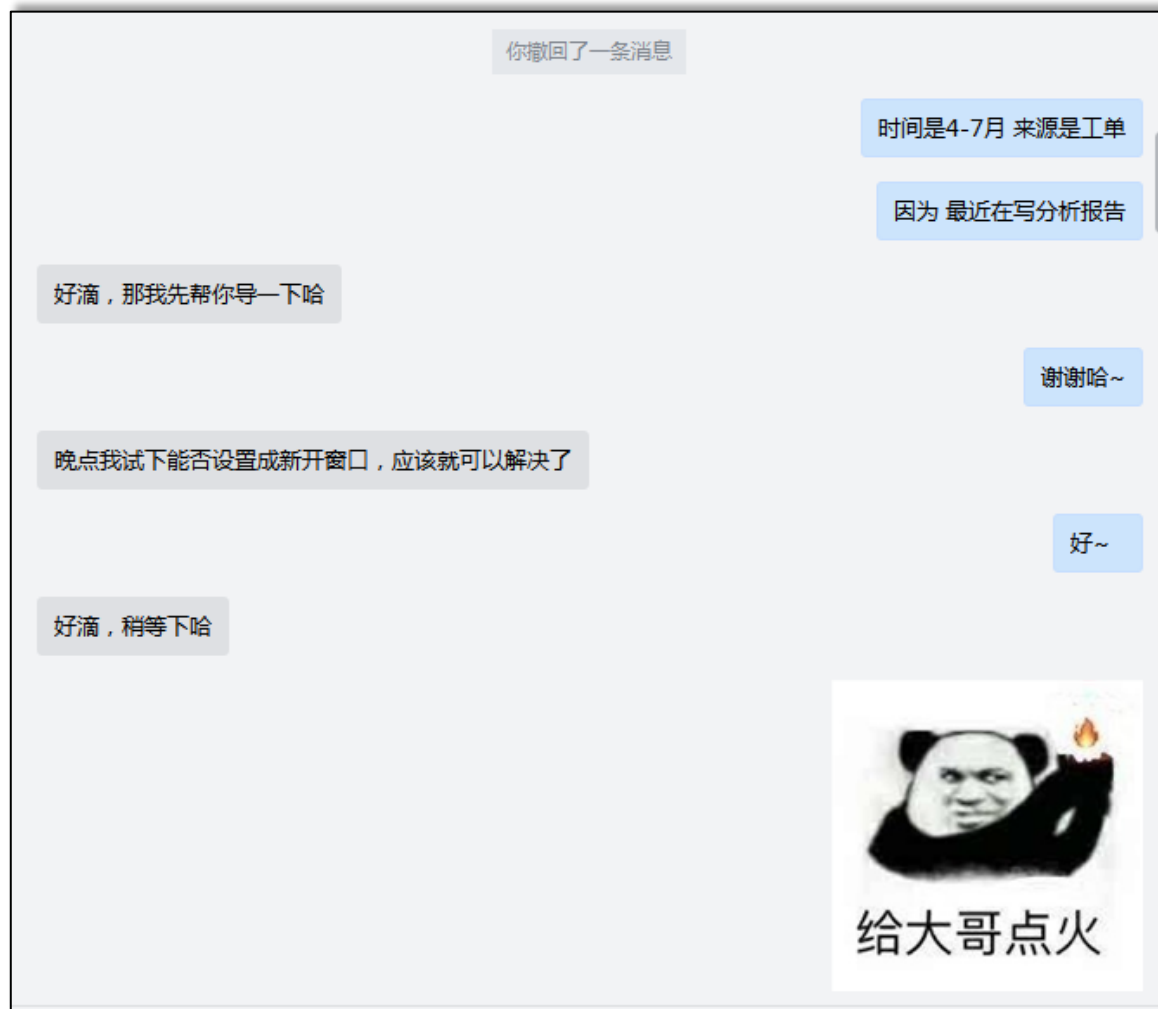 你撤回了一条消息
时间是4-7月 来源是工单
因为 最近在写分析报告
好滴，那我先帮你导一下哈
谢谢哈~
晚点我试下能否设置成新开窗口，应该就可以解决了
好~
好滴，稍等下哈
给大哥点火